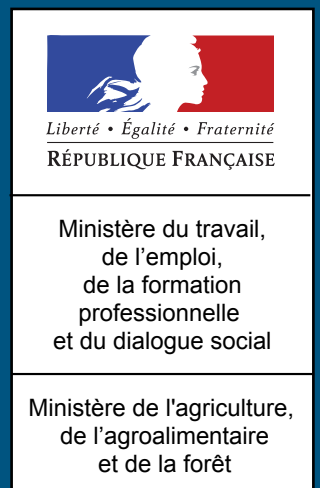 Liberté • Égalité • Fraternité
RÉPUBLIQUE FRANÇAISE
Ministère du travail,
de l’emploi,
de la formation
professionnelle
et du dialogue social
Ministère de l'agriculture,
de l’agroalimentaire
et de la forêt